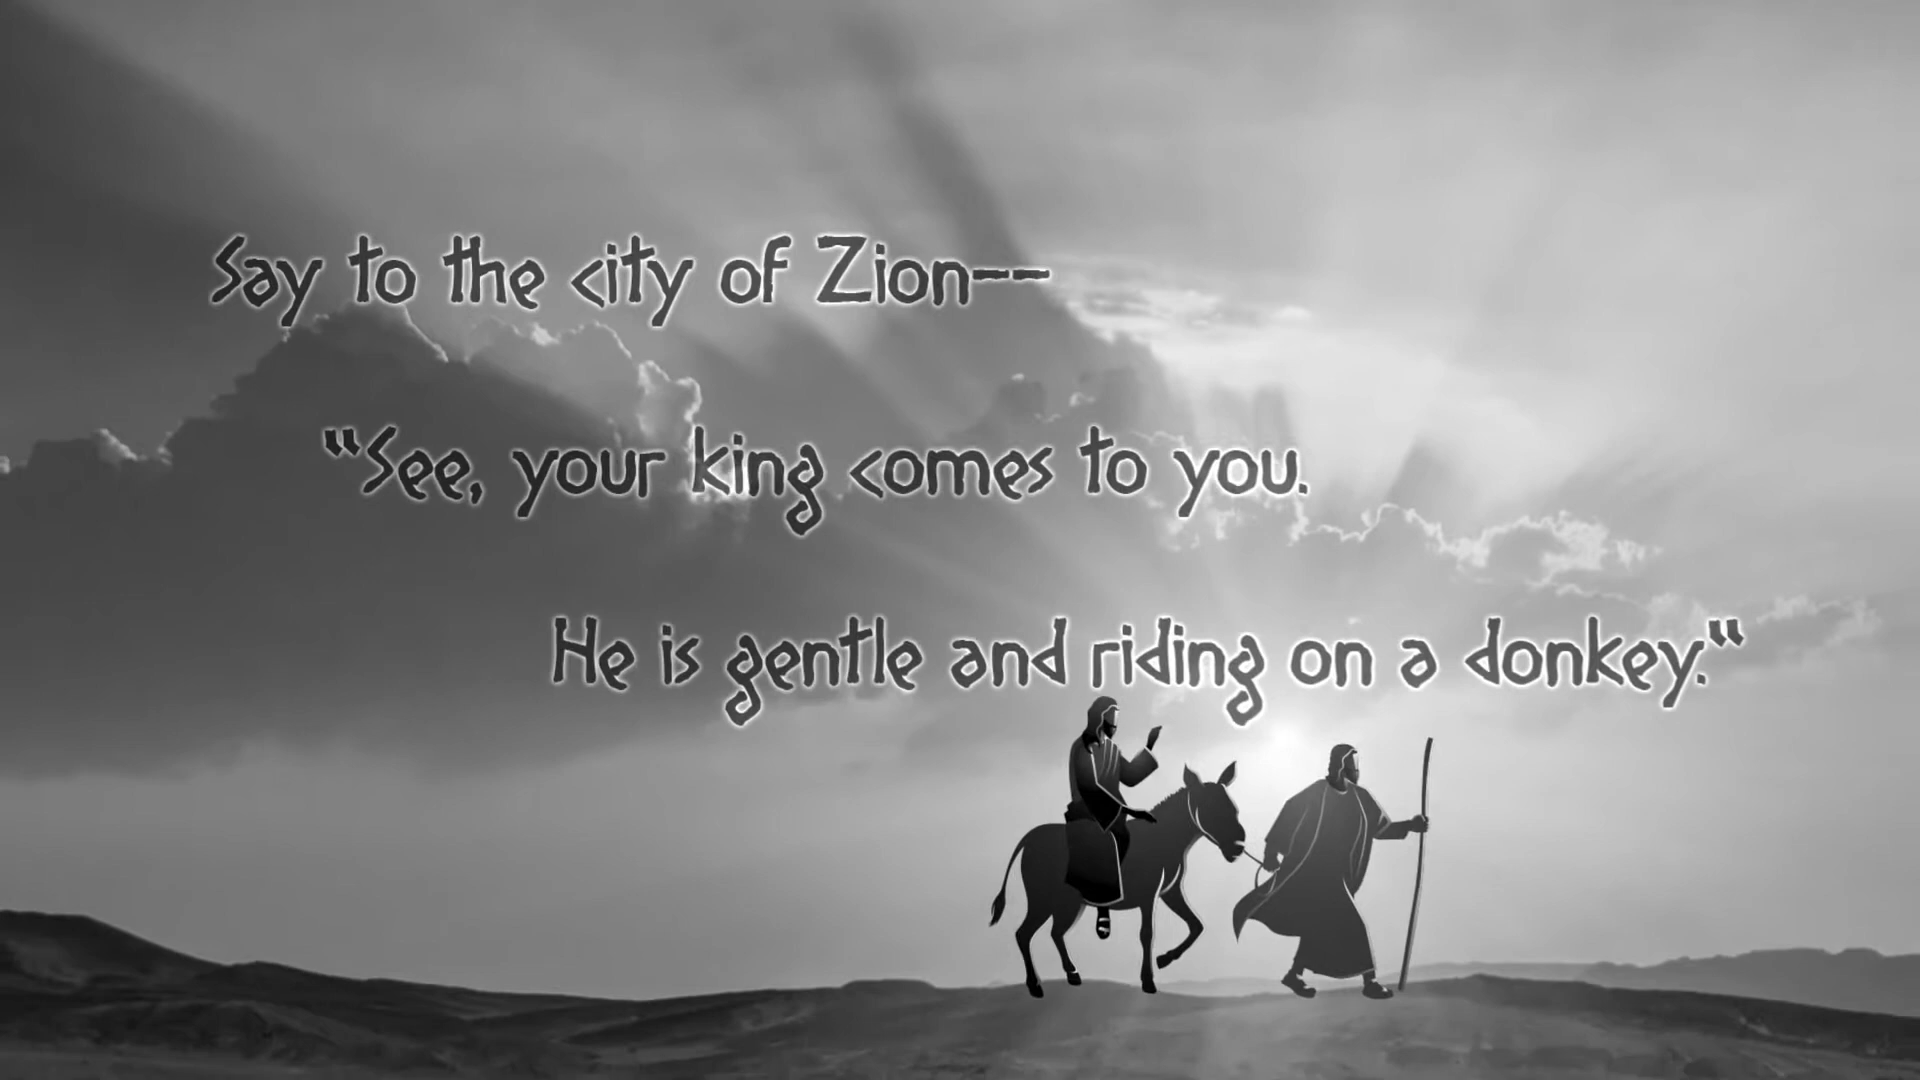 Say to the city of Zion--
"See, your king comes to you.
He is gentle and riding on a donkey."